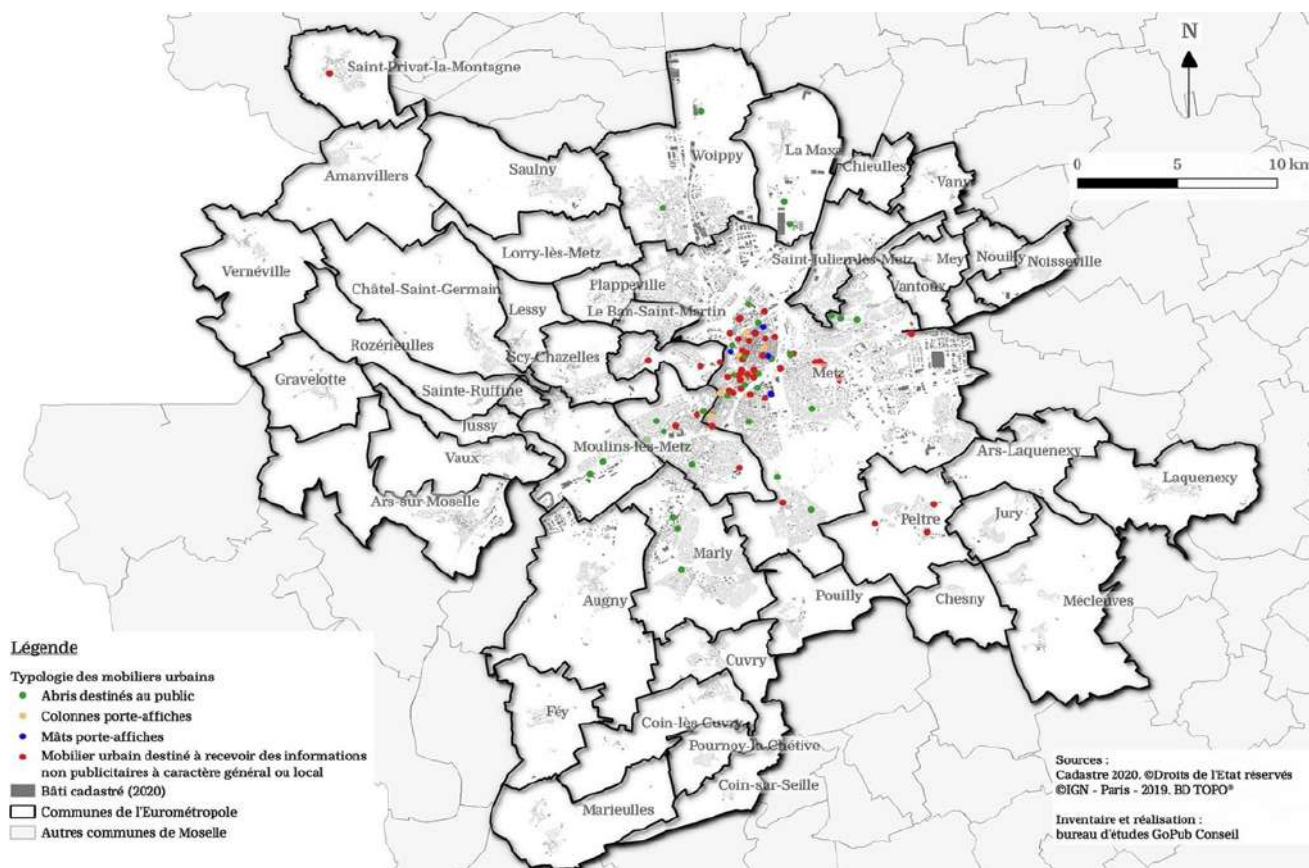 N
Saint-Privat-la-Montagne
0 5 10 km
Woippy
La Maxe
Chieulles
Vany
Saulny
Amanvillers
Lorry-lès-Metz
Saint-Julien-lès-Metz
Mey
Nouilly
Noisseville
Vernéville
Châtel-Saint-Germain
Plappeville
Vantoux
Lessy
Le Ban-Saint-Martin
Rozérieulles
Scy-Chazelles
Metz
Gravelotte
Sainte-Ruffine
Jussy
Moulins-lès-Metz
Vaux
Ars-Laquenexy
Laquenexy
Ars-sur-Moselle
Peltre
Jury
Marly
Augny
Pouilly
Chesny
Mécleuves
Cuvry
Féy
Coin-lès-Cuvry
Pournoy-la-Chétive
Coin-sur-Seille
Marieulles
Légende
Typologie des mobiliers urbains
Abris destinés au public
Colonnes porte-affiches
Mâts porte-affiches
Mobilier urbain destiné à recevoir des informations
non publicitaires à caractère général ou local
Bâti cadastré (2020)
Communes de l'Eurométropole
Autres communes de Moselle
Sources :
Cadastre 2020. ©Droits de l'Etat réservés
©IGN - Paris - 2019. BD TOPO®
Inventaire et réalisation :
bureau d'études GoPub Conseil